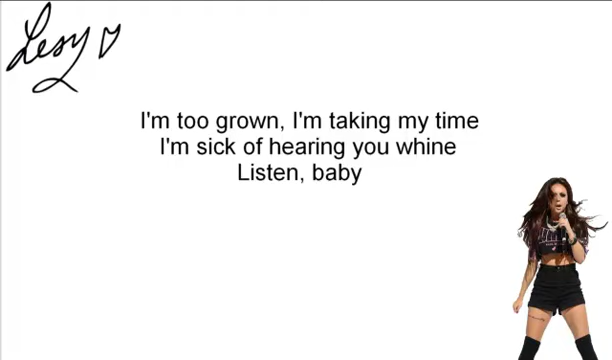 Lesy
I'm too grown, I'm taking my time
I'm sick of hearing you whine
Listen, baby